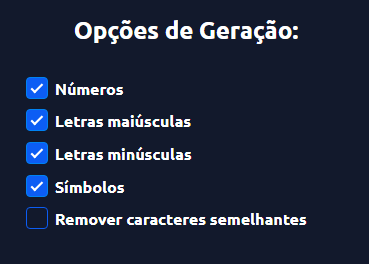 Opções de Geração:
Números
Letras maiúsculas
Letras minúsculas
Símbolos
Remover caracteres semelhantes